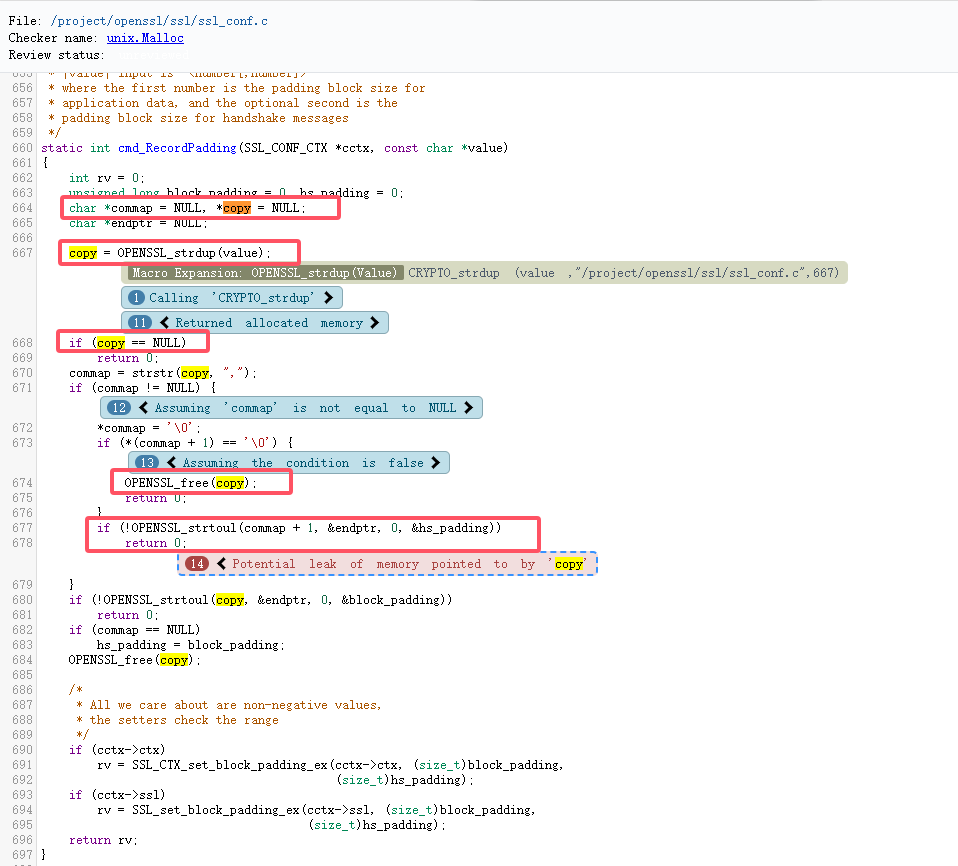 File: /project/openssl/ssl/ssl_conf.c
Checker name: unix.Malloc
Review status:
655 * |value| input is "<number[,number]>
656 * where the first number is the padding block size for
657 * application data, and the optional second is the
658 * padding block size for handshake messages
659 */
660 static int cmd_RecordPadding(SSL_CONF_CTX *cctx, const char *value)
661 {
662 int rv = 0;
663 unsigned long block_padding = 0, hs_padding = 0;
664 char *commap = NULL, *copy = NULL;
665 char *endptr = NULL;
666
667 copy = OPENSSL_strdup(value);
Macro Expansion: OPENSSL_strdup(Value) CRYPTO_strdup (value ,"/project/openssl/ssl/ssl_conf.c",667)
1 Calling 'CRYPTO_strdup'
11 Returned allocated memory
668 if (copy == NULL)
669 return 0;
670 commap = strstr(copy, ",");
671 if (commap != NULL) {
12 Assuming 'commap' is not equal to NULL
672 *commap = '\0';
673 if (*(commap + 1) == '\0') {
13 Assuming the condition is false
674 OPENSSL_free(copy);
675 return 0;
676 }
677 if (!OPENSSL_strtoul(commap + 1, &endptr, 0, &hs_padding))
678 return 0;
14 Potential leak of memory pointed to by 'copy'
679 }
680 if (!OPENSSL_strtoul(copy, &endptr, 0, &block_padding))
681 return 0;
682 if (commap == NULL)
683 hs_padding = block_padding;
684 OPENSSL_free(copy);
685
686 /*
687 * All we care about are non-negative values,
688 * the setters check the range
689 */
690 if (cctx->ctx)
691 rv = SSL_CTX_set_block_padding_ex(cctx->ctx, (size_t)block_padding,
692 (size_t)hs_padding);
693 if (cctx->ssl)
694 rv = SSL_set_block_padding_ex(cctx->ssl, (size_t)block_padding,
695 (size_t)hs_padding);
696 return rv;
697 }